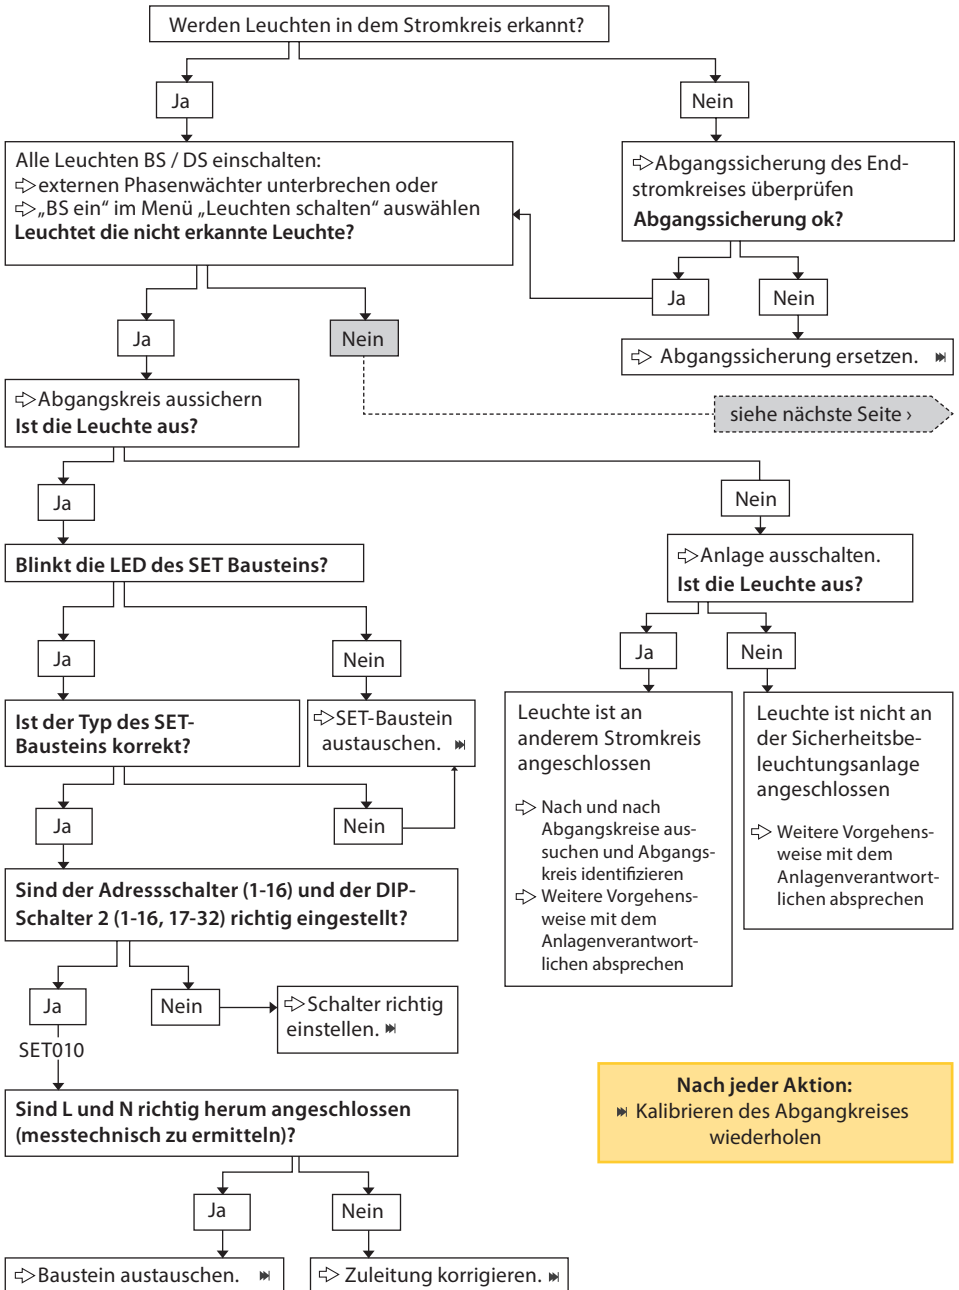 Werden Leuchten in dem Stromkreis erkannt?
Ja
Nein
Alle Leuchten BS / DS einschalten:
⇨externen Phasenwächter unterbrechen oder
⇨„BS ein“ im Menü „Leuchten schalten“ auswählen
Leuchtet die nicht erkannte Leuchte?
⇨Abgangssicherung des End-
stromkreises überprüfen
Abgangssicherung ok?
Ja
Nein
Ja
Nein
⇨ Abgangssicherung ersetzen. ⏭
⇨Abgangskreis aussichern
Ist die Leuchte aus?
siehe nächste Seite ›
Ja
Nein
Blinkt die LED des SET Bausteins?
⇨Anlage ausschalten.
Ist die Leuchte aus?
Ja
Nein
Ja
Nein
Ist der Typ des SET-
Bausteins korrekt?
⇨SET-Baustein
austauschen. ⏭
Leuchte ist an
anderem Stromkreis
angeschlossen
⇨ Nach und nach
Abgangskreise aus-
suchen und Abgangs-
kreis identifizieren
⇨ Weitere Vorgehens-
weise mit dem
Anlagenverantwort-
lichen absprechen
Leuchte ist nicht an
der Sicherheitsbe-
leuchtungsanlage
angeschlossen
⇨ Weitere Vorgehens-
weise mit dem
Anlagenverantwort-
lichen absprechen
Ja
Nein
Sind der Adressschalter (1-16) und der DIP-
Schalter 2 (1-16, 17-32) richtig eingestellt?
Ja
Nein
⇨Schalter richtig
einstellen. ⏭
SET010
Sind L und N richtig herum angeschlossen
(messtechnisch zu ermitteln)?
Nach jeder Aktion:
⏭ Kalibrieren des Abgangkreises
wiederholen
Ja
Nein
⇨Baustein austauschen. ⏭
⇨ Zuleitung korrigieren. ⏭